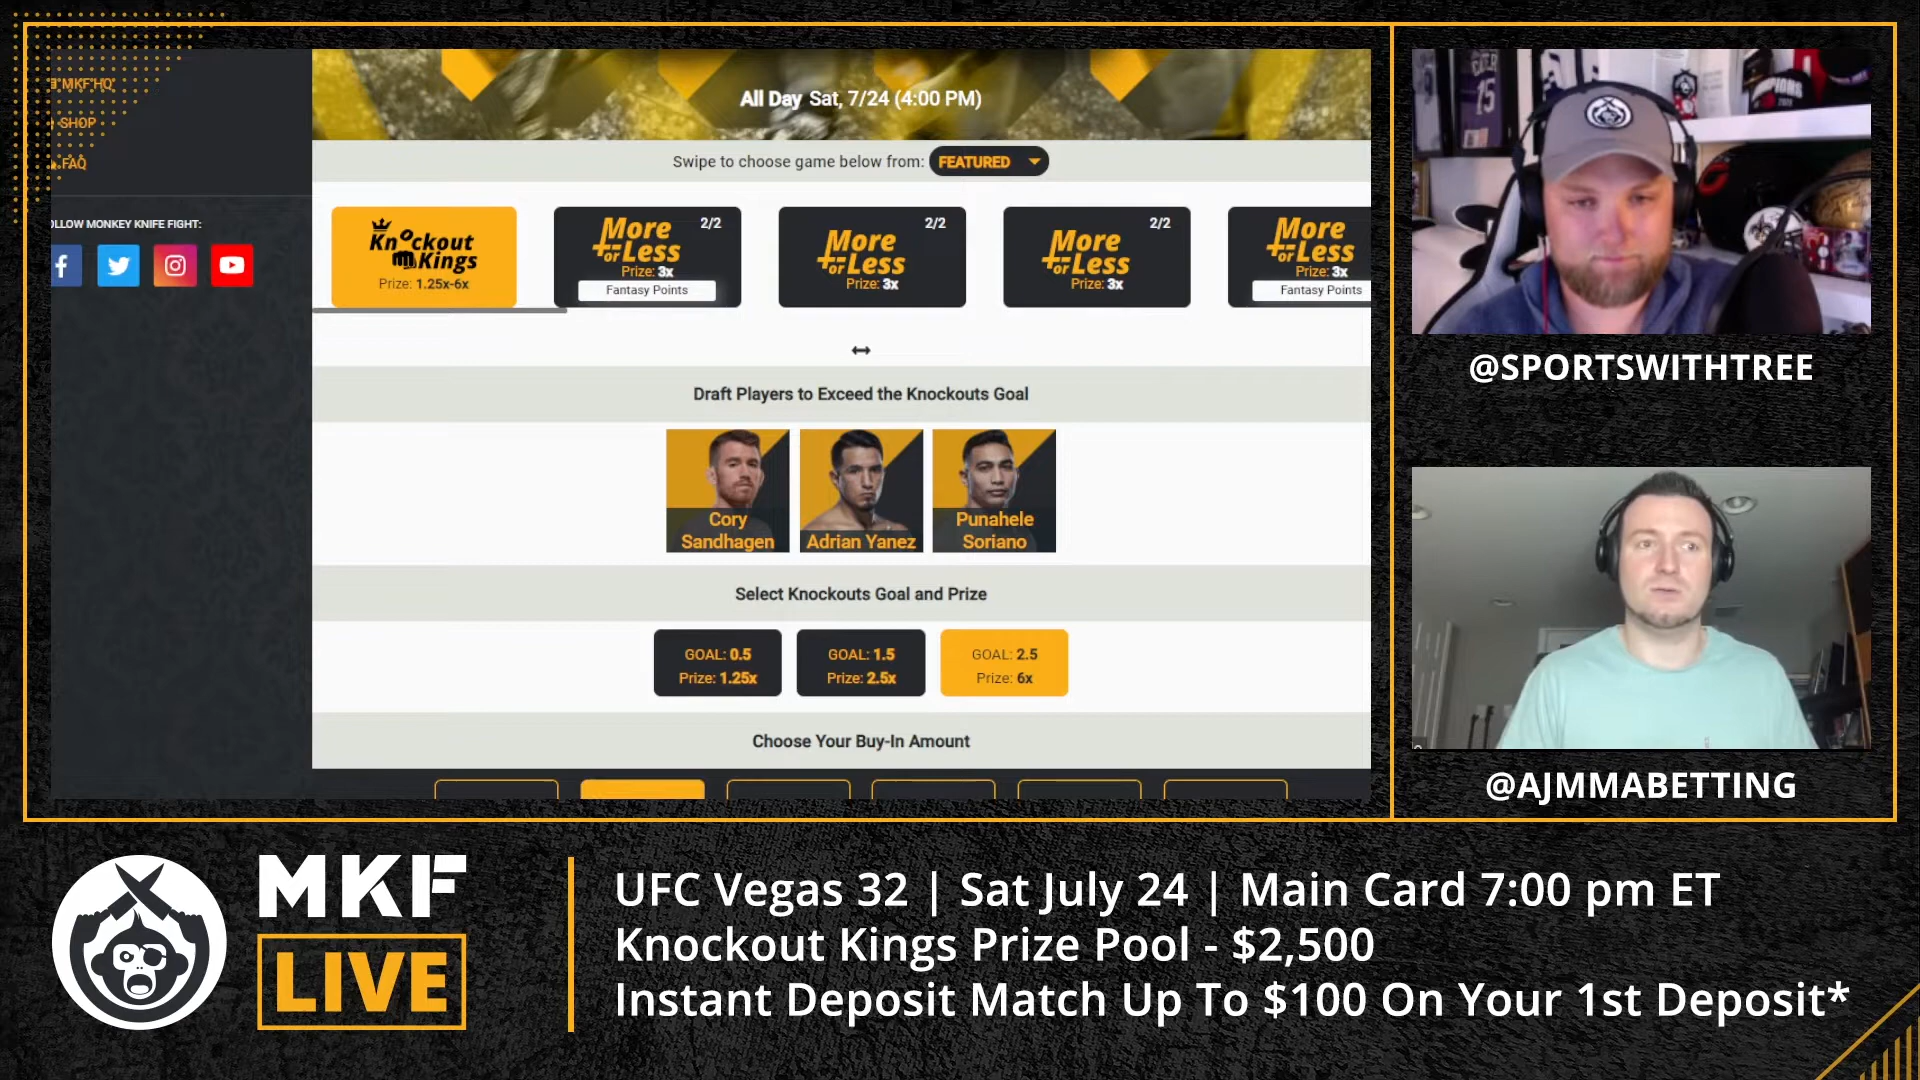 MKF HQ
SHOP
FAQ
OLLOW MONKEY KNIFE FIGHT:
All Day Sat, 7/24 (4:00 PM)
Swipe to choose game below from: FEATURED
Knockout
Kings
Prize: 1.25x-6x
More 2/2
or Less
Prize: 3x
Fantasy Points
More 2/2
or Less
Prize: 3x
More 2/2
or Less
Prize: 3x
More
or Less
Prize: 3x
Fantasy Points
Draft Players to Exceed the Knockouts Goal
Cory
Sandhagen
Adrian Yanez
Punahele
Soriano
Select Knockouts Goal and Prize
GOAL: 0.5
Prize: 1.25x
GOAL: 1.5
Prize: 2.5x
GOAL: 2.5
Prize: 6x
Choose Your Buy-In Amount
15
@SPORTSWITHTREE
@AJMMABETTING
MKF
LIVE
UFC Vegas 32 | Sat July 24 | Main Card 7:00 pm ET
Knockout Kings Prize Pool - $2,500
Instant Deposit Match Up To $100 On Your 1st Deposit*